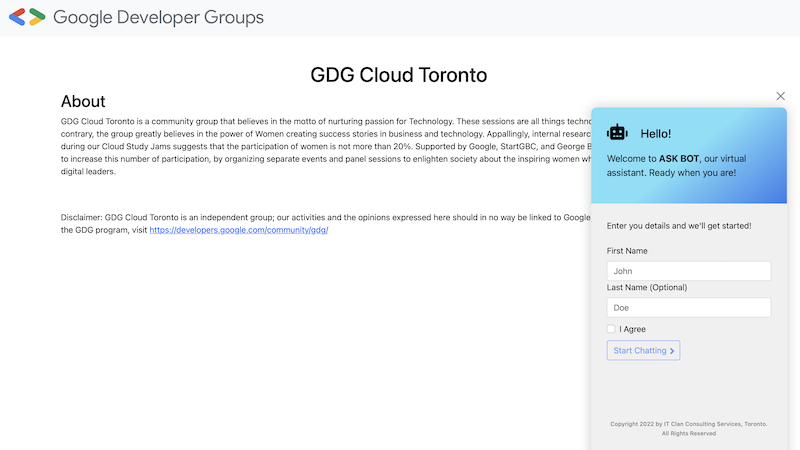 Google Developer Groups
GDG Cloud Toronto
About
GDG Cloud Toronto is a community group that believes in the motto of nurturing passion for Technology. These sessions are all things techno
contrary, the group greatly believes in the power of Women creating success stories in business and technology. Appallingly, internal researc
during our Cloud Study Jams suggests that the participation of women is not more than 20%. Supported by Google, StartGBC, and George B
to increase this number of participation, by organizing separate events and panel sessions to enlighten society about the inspiring women wh
digital leaders.
Disclaimer: GDG Cloud Toronto is an independent group; our activities and the opinions expressed here should in no way be linked to Google
the GDG program, visit https://developers.google.com/community/gdg/
Hello!
Welcome to ASK BOT, our virtual
assistant. Ready when you are!
Enter you details and we'll get started!
First Name
John
Last Name (Optional)
Doe
I Agree
Start Chatting
Copyright 2022 by IT Clan Consulting Services, Toronto.
All Rights Reserved